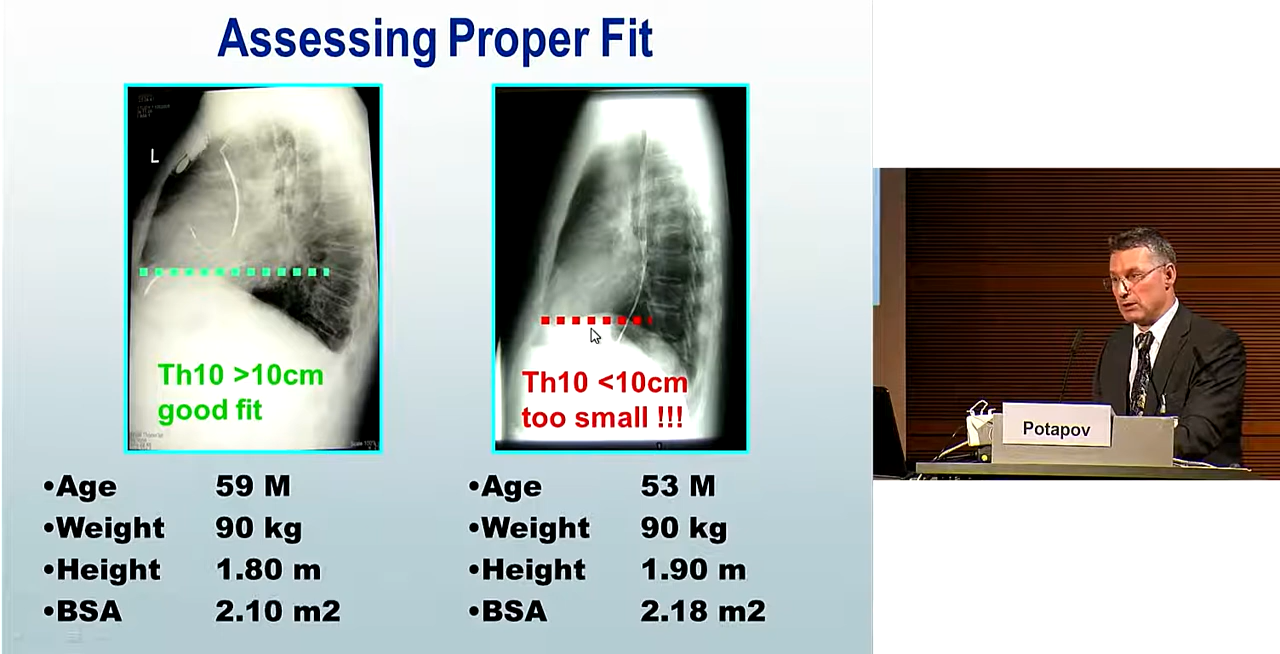 Assessing Proper Fit
L
Th10 >10cm
good fit
Th10 <10cm
too small !!!
•Age 59 M
•Weight 90 kg
•Height 1.80 m
•BSA 2.10 m2
•Age 53 M
•Weight 90 kg
•Height 1.90 m
•BSA 2.18 m2
Potapov